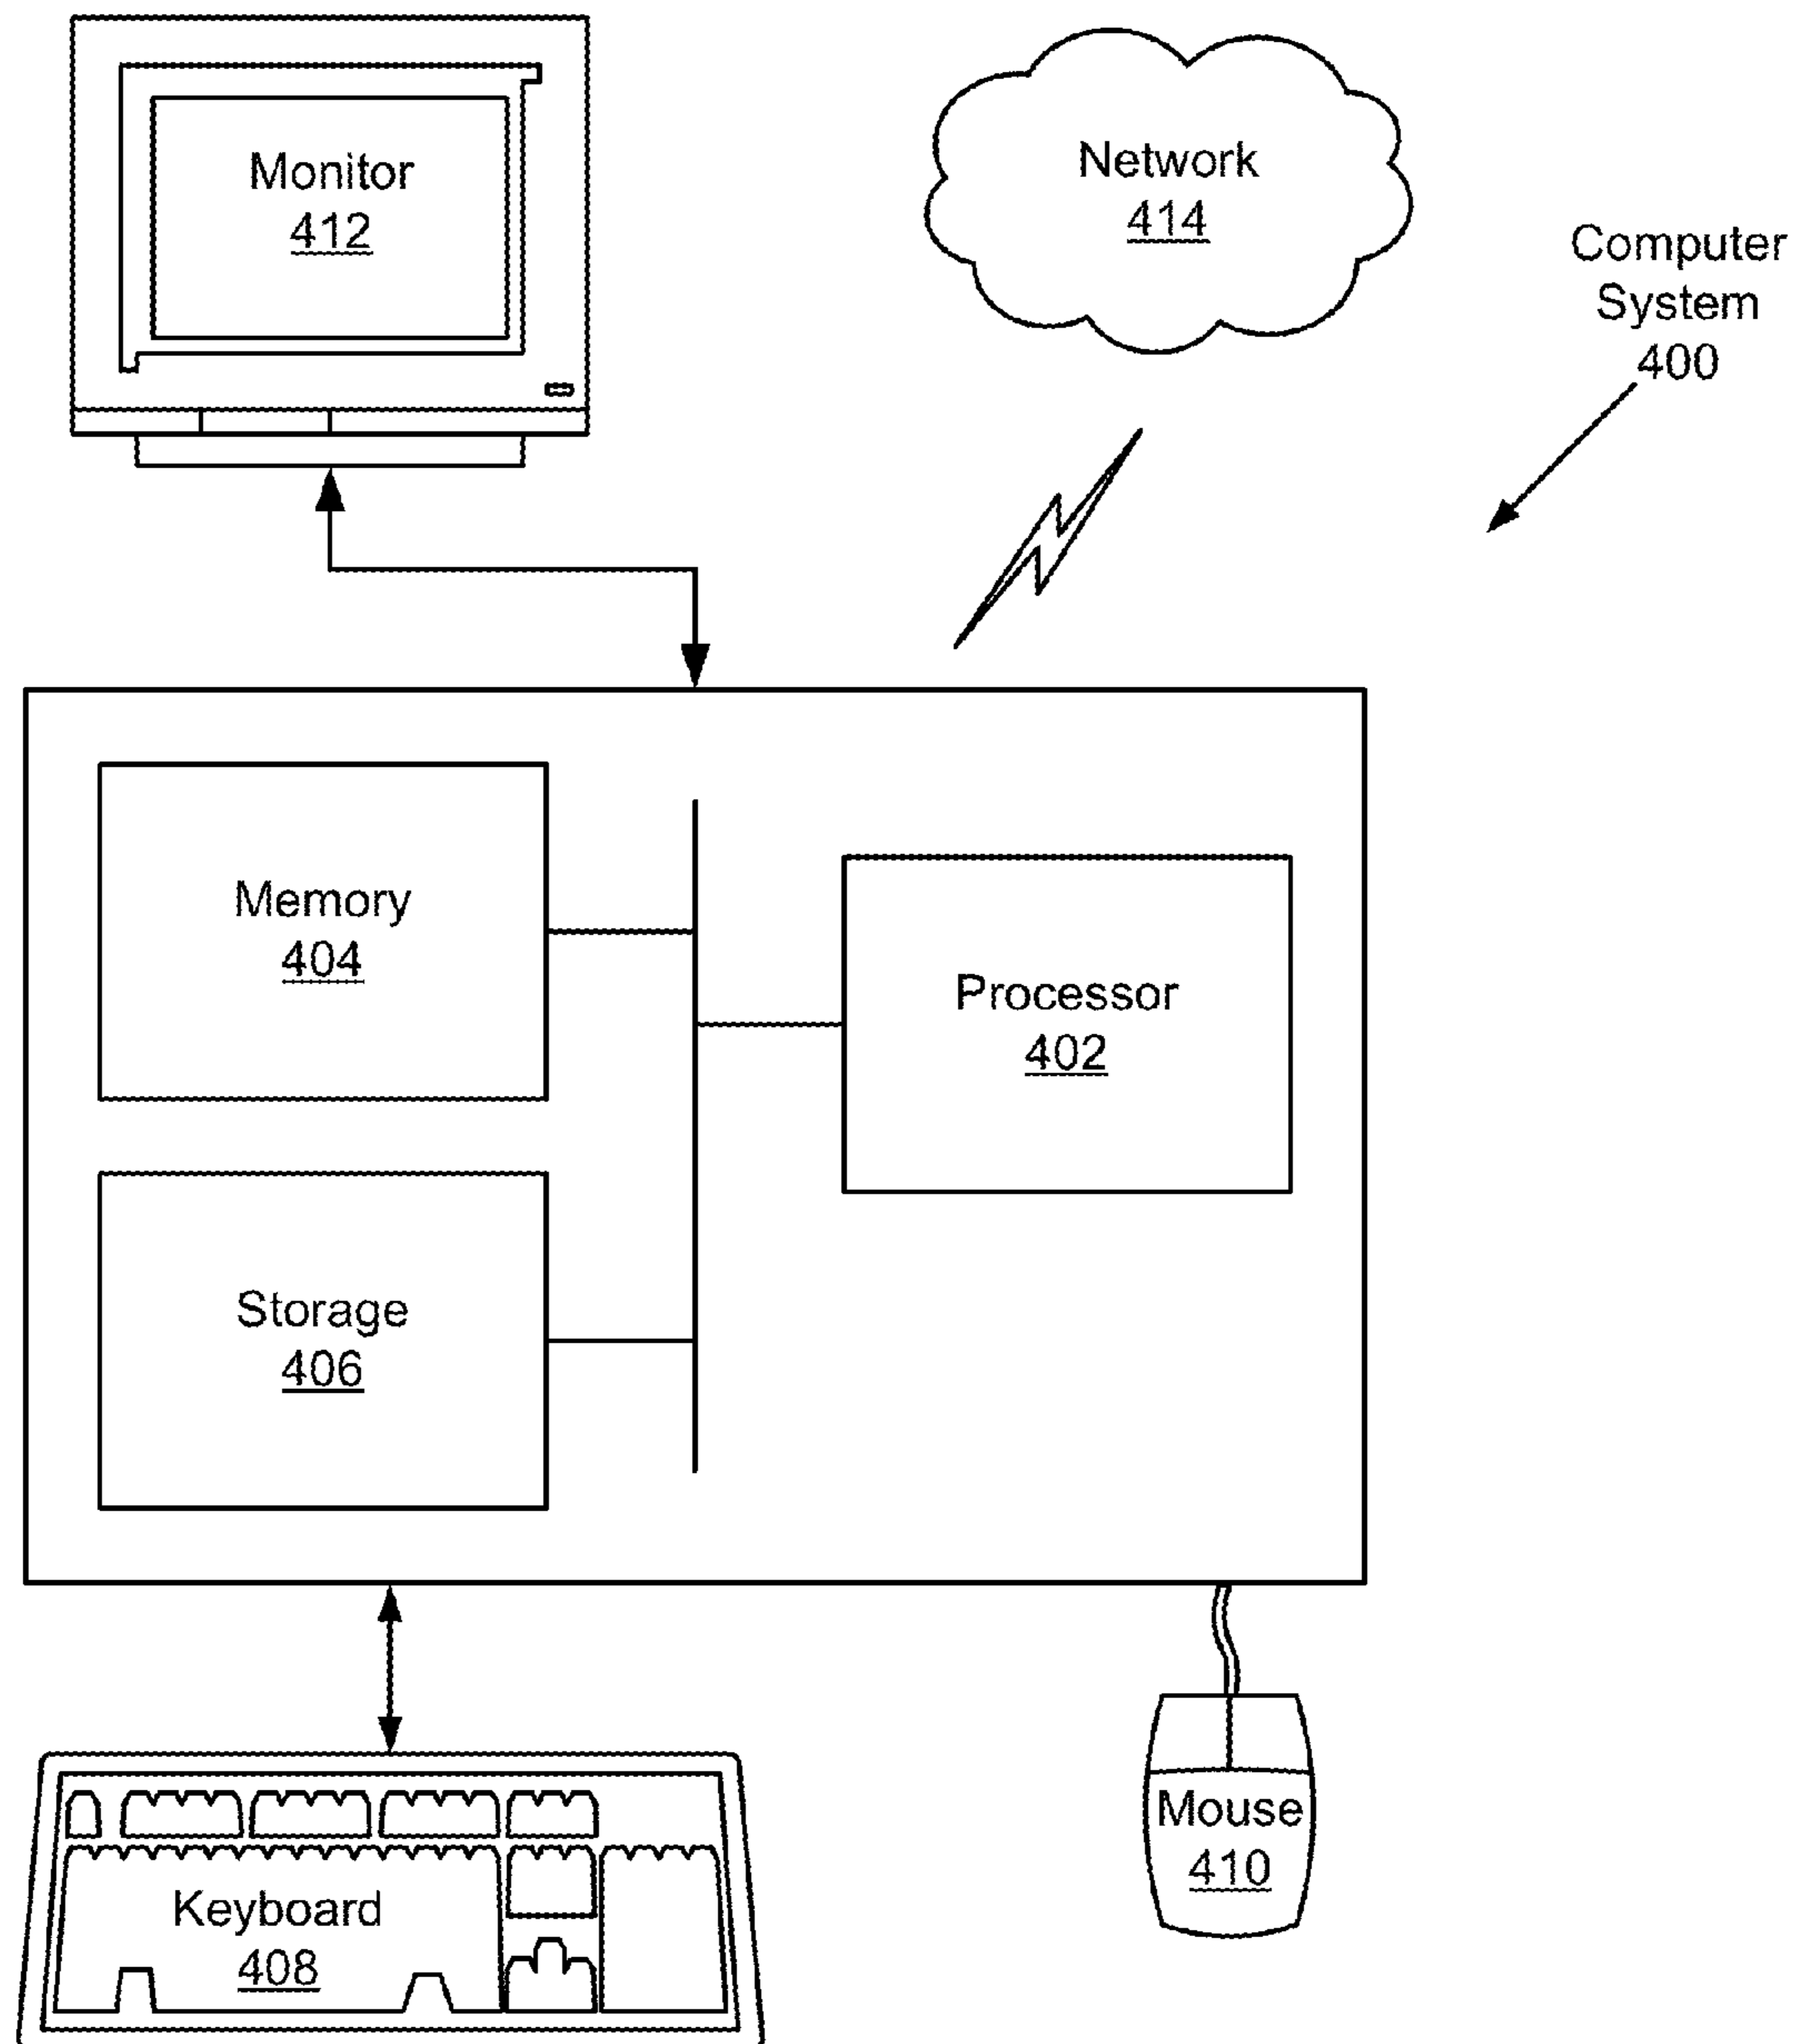 Monitor
412
Network
414
Computer
System
400
Memory
404
Processor
402
Storage
406
Keyboard
408
Mouse
410